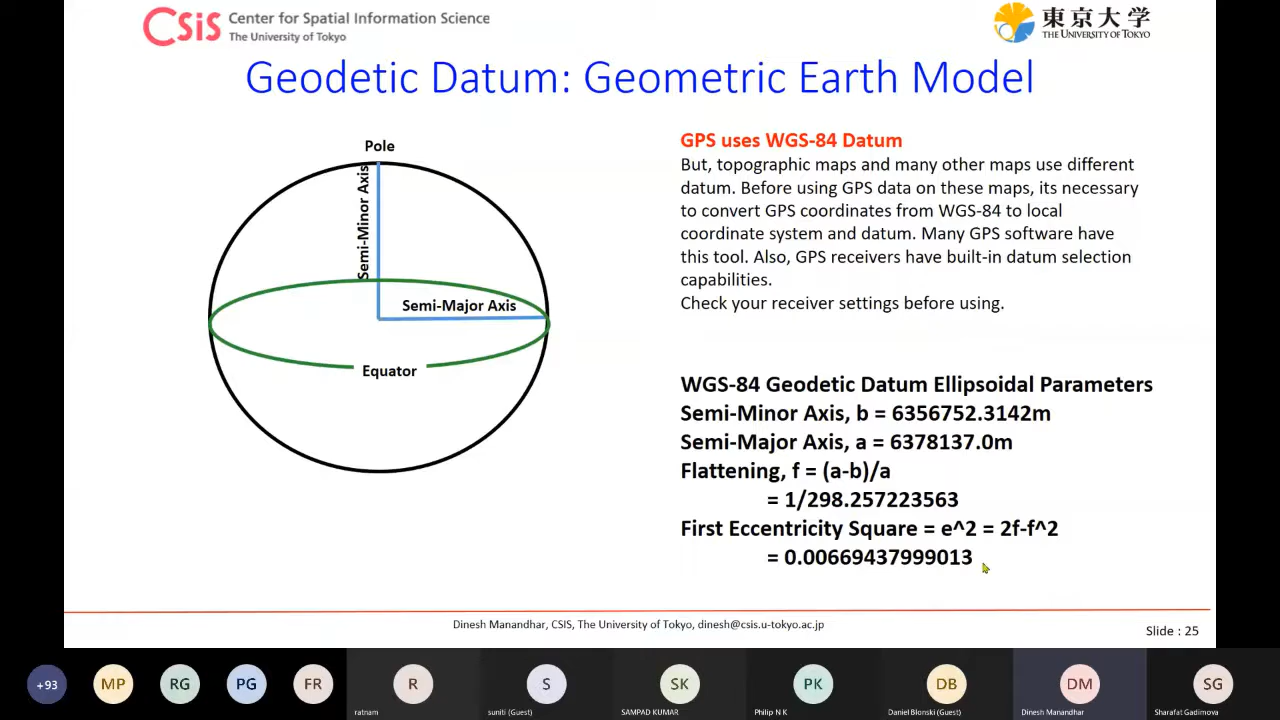 CSiS Center for Spatial Information Science
The University of Tokyo
東京大学
THE UNIVERSITY OF TOKYO
Geodetic Datum: Geometric Earth Model
Pole
Semi-Minor Axis
Semi-Major Axis
Equator
GPS uses WGS-84 Datum
But, topographic maps and many other maps use different
datum. Before using GPS data on these maps, its necessary
to convert GPS coordinates from WGS-84 to local
coordinate system and datum. Many GPS software have
this tool. Also, GPS receivers have built-in datum selection
capabilities.
Check your receiver settings before using.
WGS-84 Geodetic Datum Ellipsoidal Parameters
Semi-Minor Axis, b = 6356752.3142m
Semi-Major Axis, a = 6378137.0m
Flattening, f = (a-b)/a
= 1/298.257223563
First Eccentricity Square = e^2 = 2f-f^2
= 0.00669437999013
Dinesh Manandhar, CSIS, The University of Tokyo, dinesh@csis.u-tokyo.ac.jp
Slide : 25
+93 MP RG PG FR R S SK PK DB DM SG
ratnam suniti (Guest) SAMPAD KUMAR Philip N K Daniel Blonski (Guest) Dinesh Manandhar Sharafat Gadimova